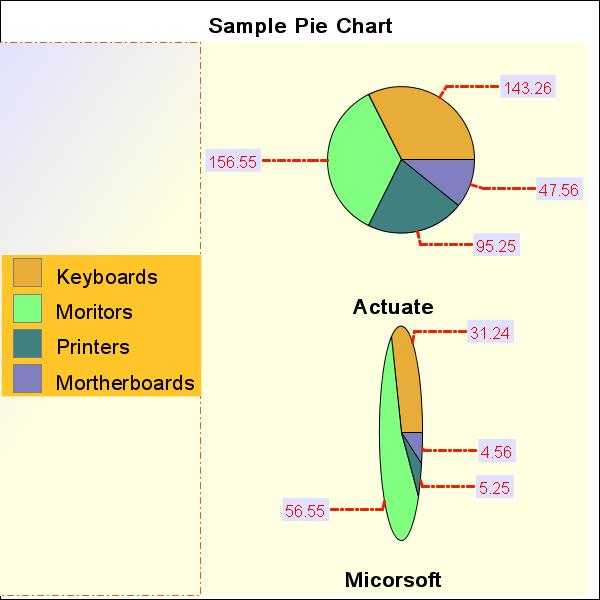 Sample Pie Chart
143.26
156.55
47.56
95.25
Actuate
Keyboards
Moritors
Printers
Mortherboards
31.24
4.56
5.25
56.55
Micorsoft